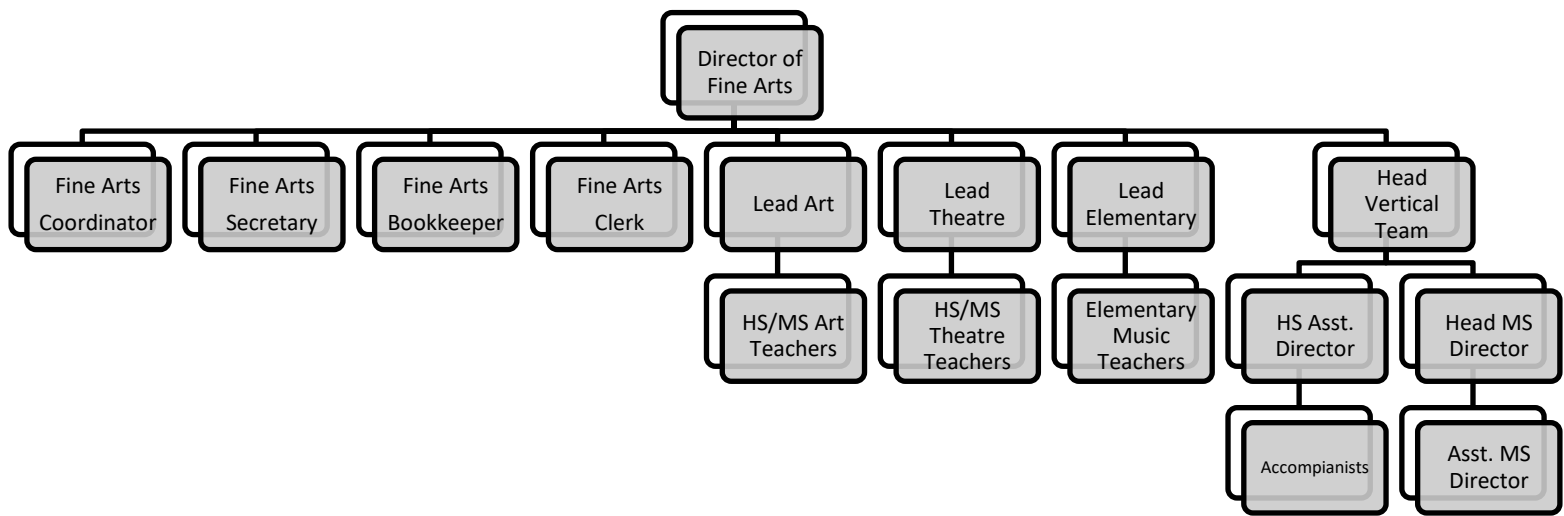 Director of
Fine Arts
Fine Arts
Coordinator
Fine Arts
Secretary
Fine Arts
Bookkeeper
Fine Arts
Clerk
Lead Art
Lead
Theatre
Lead
Elementary
Head
Vertical
Team
HS/MS Art
Teachers
HS/MS
Theatre
Teachers
Elementary
Music
Teachers
HS Asst.
Director
Head MS
Director
Accompianists
Asst. MS
Director